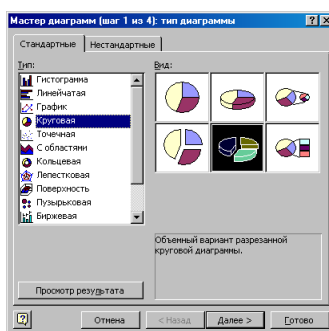 Мастер диаграмм (шаг 1 из 4): тип диаграммы
Стандартные
Нестандартные
Тип:
Вид:
Гистограмма
Линейчатая
График
Круговая
Точечная
С областями
Кольцевая
Лепестковая
Поверхность
Пузырьковая
Биржевая
Объемный вариант разрезанной
круговой диаграммы.
Просмотр результата
Отмена
< Назад
Далее >
Готово